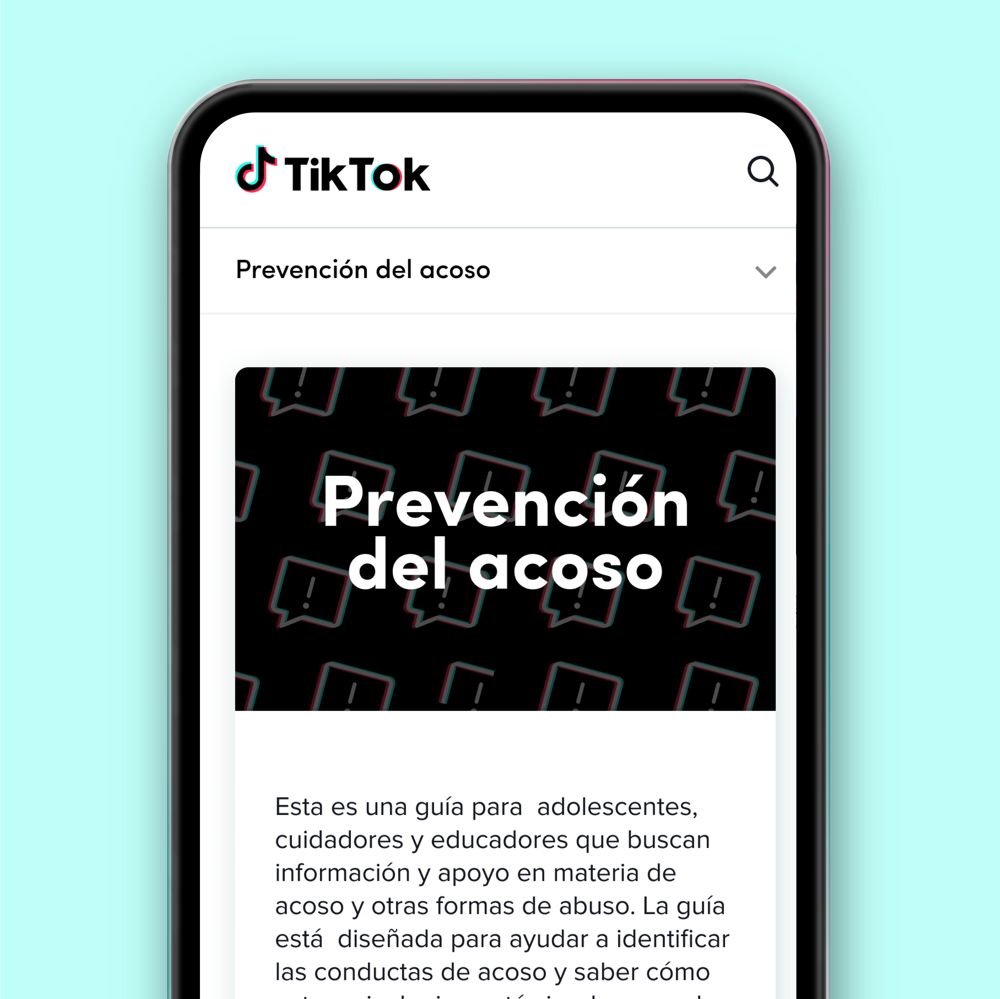 TikTok
Prevención del acoso
Prevención
del acoso
Esta es una guía para  adolescentes,
cuidadores y educadores que buscan
información y apoyo en materia de
acoso y otras formas de abuso. La guía
está  diseñada para ayudar a identificar
las conductas de acoso y saber cómo